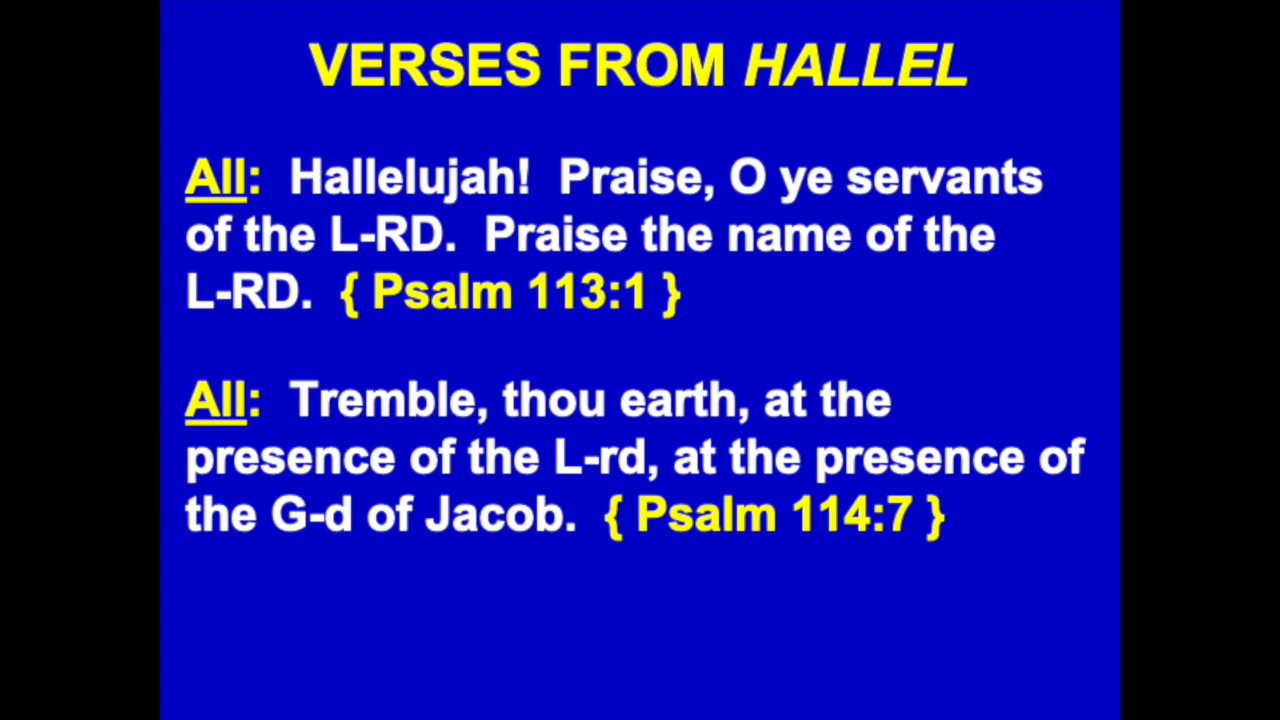 VERSES FROM HALLEL
All:  Hallelujah!  Praise, O ye servants
of the L-RD.  Praise the name of the
L-RD.  { Psalm 113:1 }
All:  Tremble, thou earth, at the
presence of the L-rd, at the presence of
the G-d of Jacob.  { Psalm 114:7 }